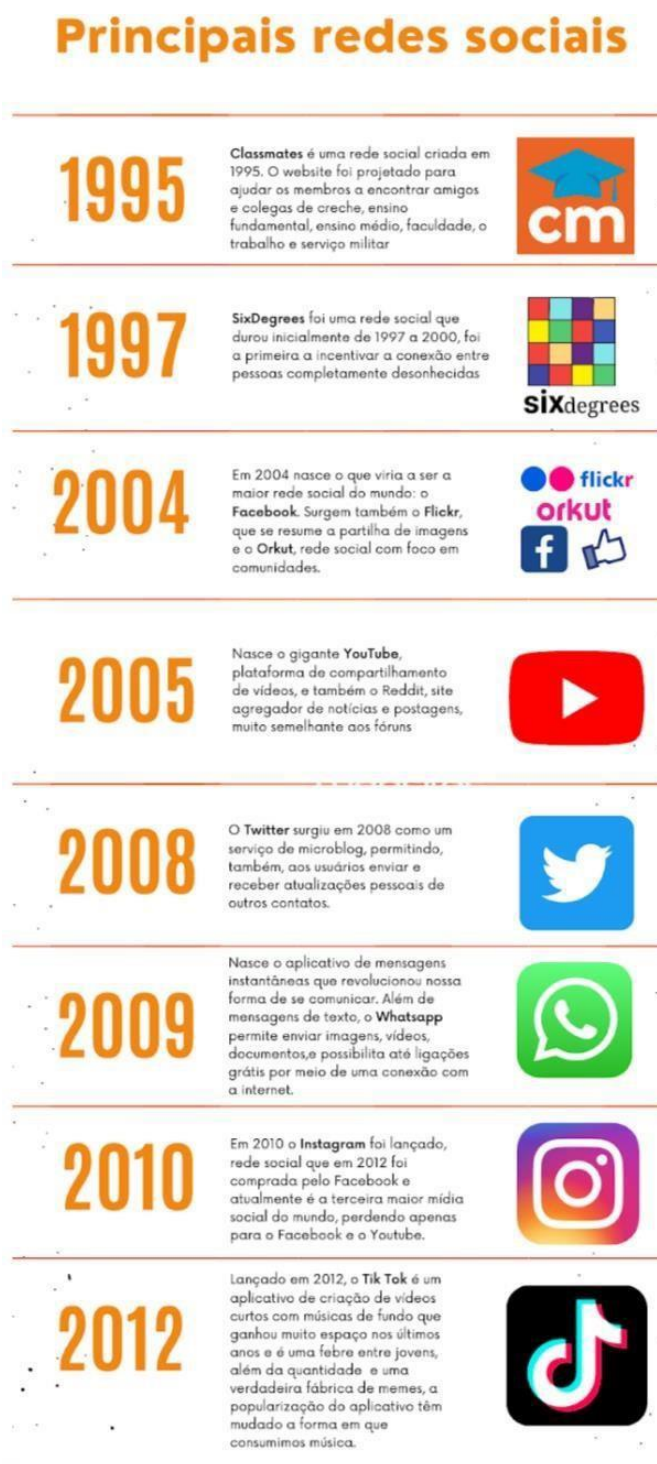 Principais redes sociais
1995
Classmates é uma rede social criada em
1995. O website foi projetado para
ajudar os membros a encontrar amigos
e colegas de creche, ensino
fundamental, ensino médio, faculdade, o
trabalho e serviço militar
cm
1997
SixDegrees foi uma rede social que
durou inicialmente de 1997 a 2000, foi
a primeira a incentivar a conexão entre
pessoas completamente desonhecidas
sixdegrees
2004
Em 2004 nasce o que viria a ser a
maior rede social do mundo: o
Facebook. Surgem também o Flickr,
que se resume a partilha de imagens
e o Orkut, rede social com foco em
comunidades.
flickr
orkut
f
2005
Nasce o gigante YouTube,
plataforma de compartilhamento
de vídeos, e também o Reddit, site
agregador de notícias e postagens,
muito semelhante aos fóruns
2008
O Twitter surgiu em 2008 como um
serviço de microblog, permitindo,
também, aos usuários enviar e
receber atualizações pessoais de
outros contatos.
2009
Nasce o aplicativo de mensagens
instantâneas que revolucionou nossa
forma de se comunicar. Além de
mensagens de texto, o Whatsapp
permite enviar imagens, vídeos,
documentos,e possibilita até ligações
grátis por meio de uma conexão com
a internet.
2010
Em 2010 o Instagram foi lançado,
rede social que em 2012 foi
comprada pelo Facebook e
atualmente é a terceira maior mídia
social do mundo, perdendo apenas
para o Facebook e o Youtube.
2012
Lançado em 2012, o Tik Tok é um
aplicativo de criação de vídeos
curtos com músicas de fundo que
ganhou muito espaço nos últimos
anos e é uma febre entre jovens,
além da quantidade e uma
verdadeira fábrica de memes, a
popularização do aplicativo têm
mudado a forma em que
consumimos música.